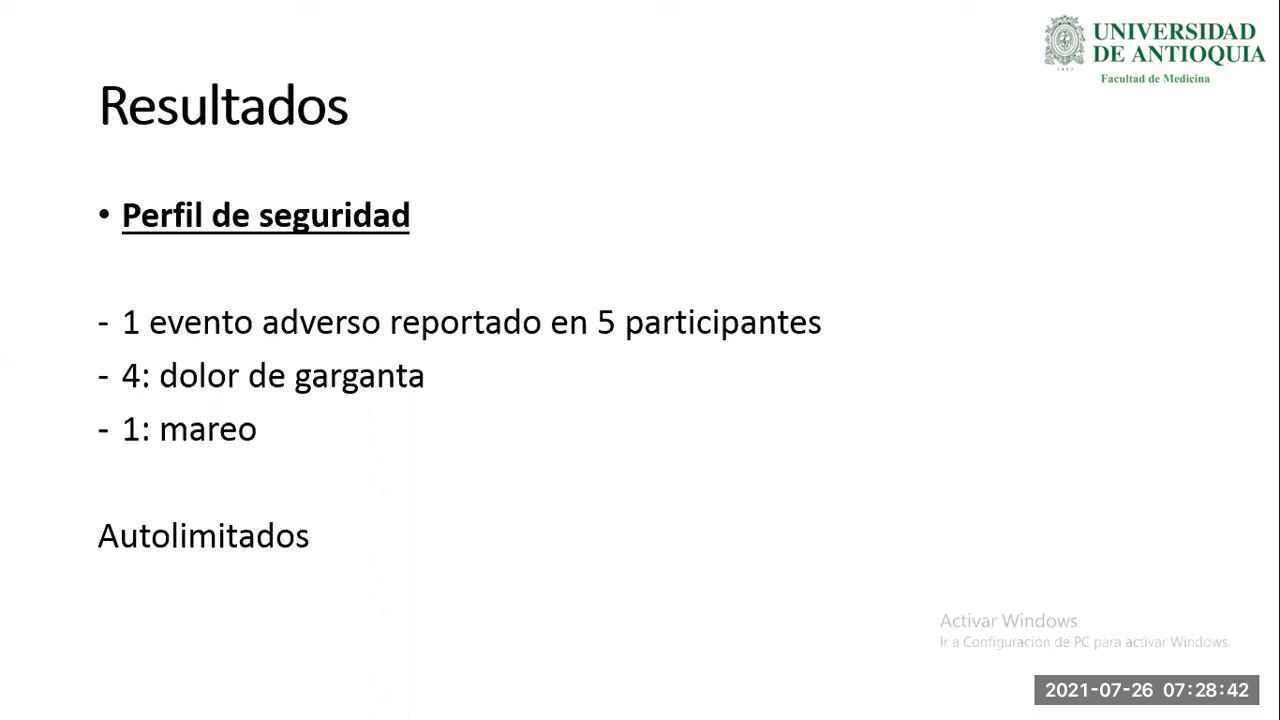 UNIVERSIDAD
DE ANTIOQUIA
Facultad de Medicina
Resultados
• Perfil de seguridad
- 1 evento adverso reportado en 5 participantes
- 4: dolor de garganta
- 1: mareo
Autolimitados
Activar Windows
Ir a Configuración de PC para activar Windows.
2021-07-26 07:28:42